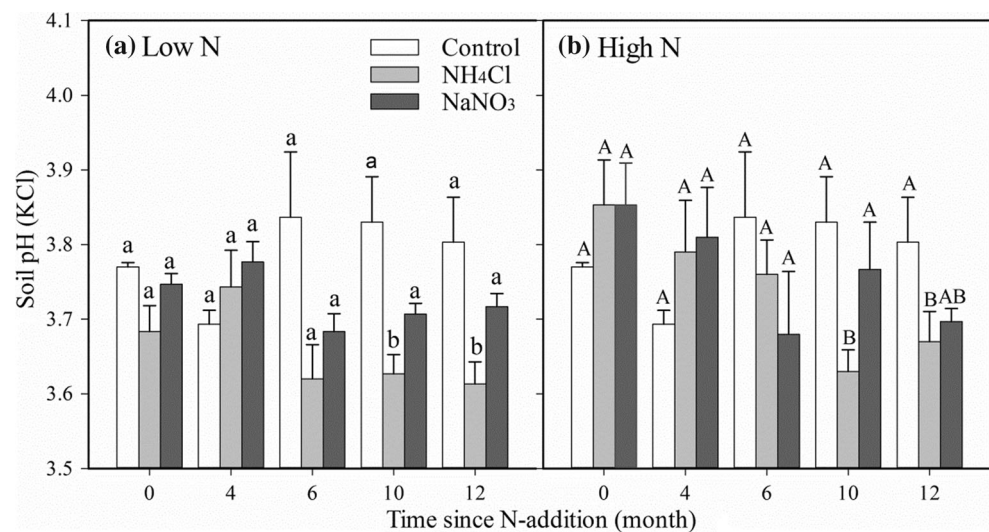 4.1
4.0
3.9
3.8
3.7
3.6
3.5
Soil pH (KCl)
(a) Low N
Control
NH₄Cl
NaNO₃
a a a
a a a
a a a
a b a
a b a
0 4 6 10 12
(b) High N
A A A
A A A
A A A
A B A
A B AB
0 4 6 10 12
Time since N-addition (month)